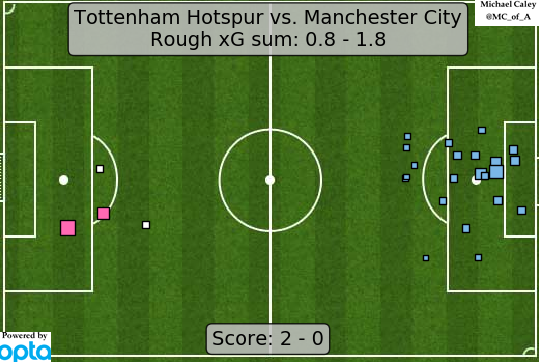 Michael Caley
@MC_of_A
Tottenham Hotspur vs. Manchester City
Rough xG sum: 0.8 - 1.8
Score: 2 - 0
Powered by
opta